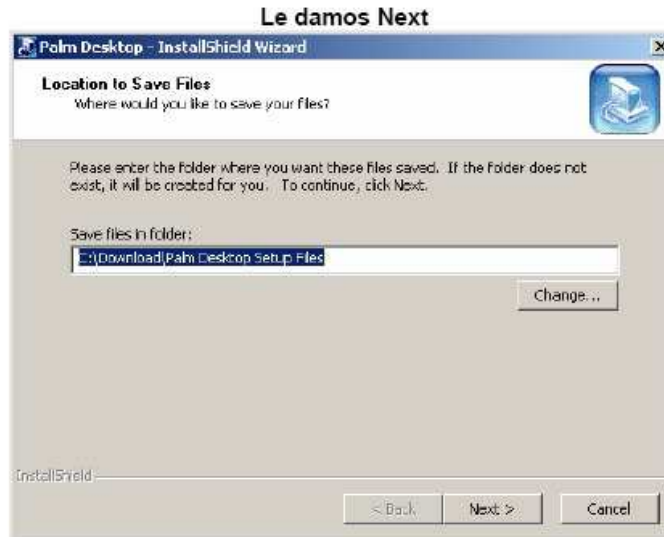 Le damos Next
Palm Desktop - InstallShield Wizard
Location to Save Files
Where would you like to save your files?
Please enter the folder where you want these files saved. If the folder does not
exist, it will be created for you. To continue, click Next.
Save files in folder:
C:\Download\Palm Desktop Setup Files
Change...
InstallShield
< Back Next > Cancel